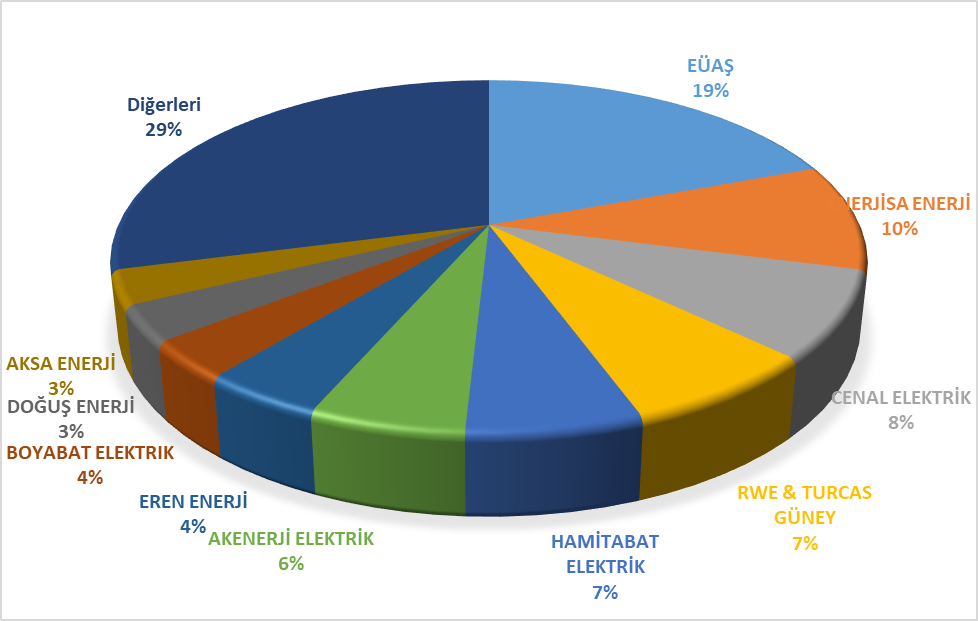 EÜAŞ
19%
Diğerleri
29%
NERJİSA ENERJİ
10%
AKSA ENERJİ
3%
CENAL ELEKTRİK
8%
DOĞUŞ ENERJİ
3%
BOYABAT ELEKTRIK
4%
RWE & TURCAS
GÜNEY
7%
EREN ENERJİ
4%
AKENERJİ ELEKTRİK
6%
HAMİTABAT
ELEKTRİK
7%